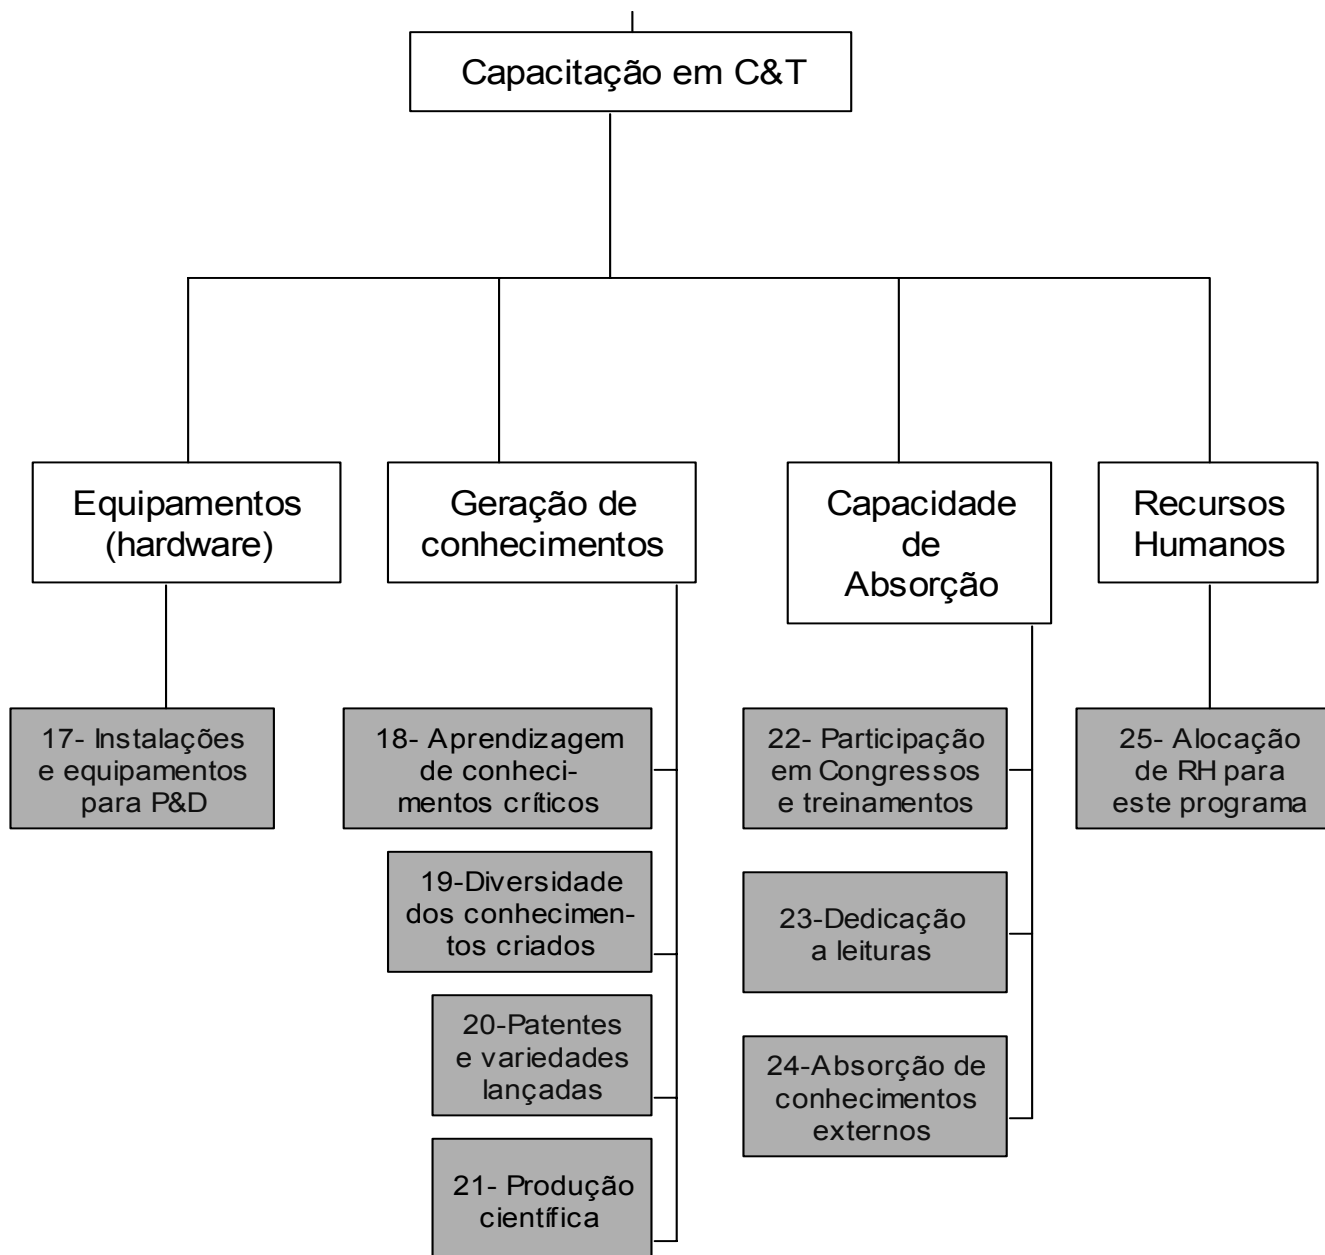 Capacitação em C&T
Equipamentos
(hardware)
Geração de
conhecimentos
Capacidade
de
Absorção
Recursos
Humanos
17- Instalações
e equipamentos
para P&D
18- Aprendizagem
de conheci-
mentos críticos
19-Diversidade
dos conhecimen-
tos criados
20-Patentes
e variedades
lançadas
21- Produção
científica
22- Participação
em Congressos
e treinamentos
23-Dedicação
a leituras
24-Absorção de
conhecimentos
externos
25- Alocação
de RH para
este programa